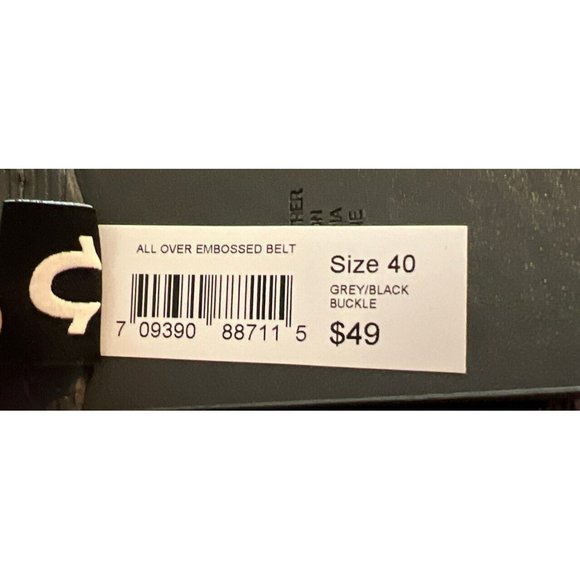 ALL OVER EMBOSSED BELT
7 09390 88711 5
Size 40
GREY/BLACK
BUCKLE
$49